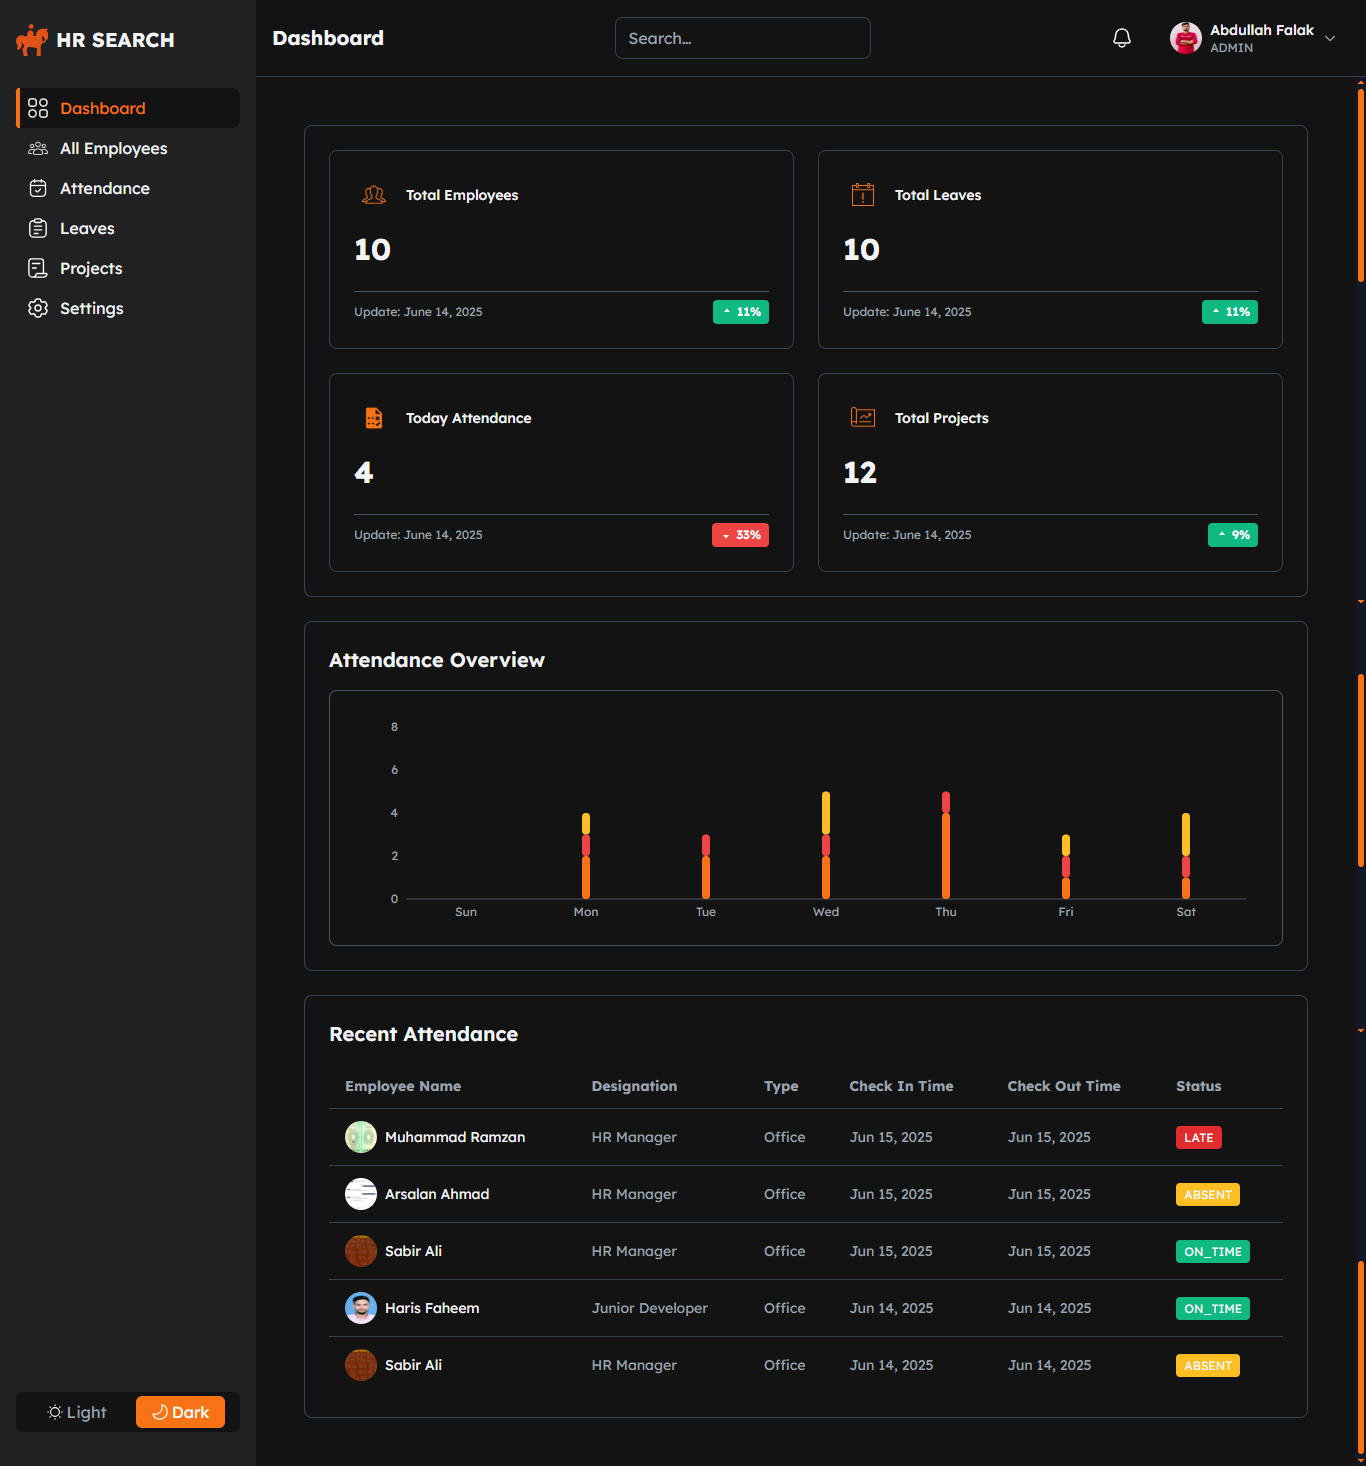 HR SEARCH
Dashboard
All Employees
Attendance
Leaves
Projects
Settings
Light
Dark
Dashboard
Search...
Abdullah Falak
ADMIN
Total Employees
10
Update: June 14, 2025
11%
Total Leaves
10
Update: June 14, 2025
11%
Today Attendance
4
Update: June 14, 2025
33%
Total Projects
12
Update: June 14, 2025
9%
Attendance Overview
8
6
4
2
0
Sun Mon Tue Wed Thu Fri Sat
Recent Attendance
Employee Name Designation Type Check In Time Check Out Time Status
Muhammad Ramzan HR Manager Office Jun 15, 2025 Jun 15, 2025 LATE
Arsalan Ahmad HR Manager Office Jun 15, 2025 Jun 15, 2025 ABSENT
Sabir Ali HR Manager Office Jun 15, 2025 Jun 15, 2025 ON_TIME
Haris Faheem Junior Developer Office Jun 14, 2025 Jun 14, 2025 ON_TIME
Sabir Ali HR Manager Office Jun 14, 2025 Jun 14, 2025 ABSENT